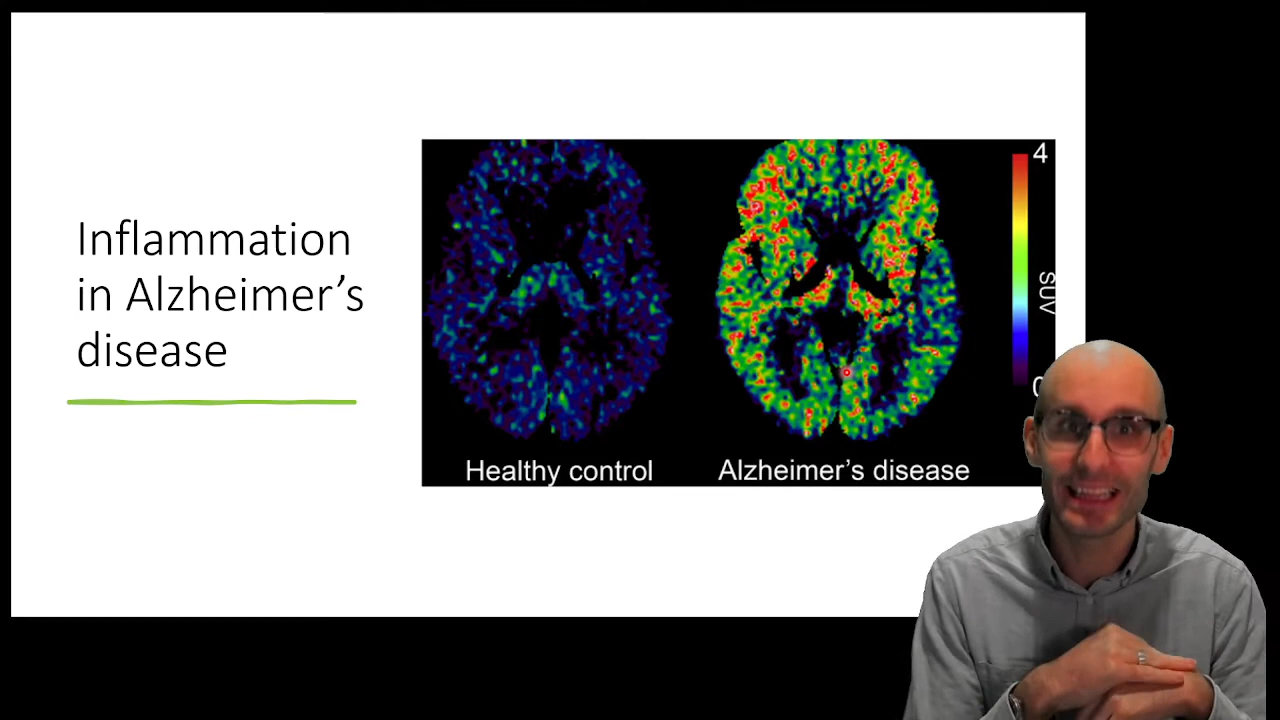 Inflammation
in Alzheimer’s
disease
4
SUV
Healthy control
Alzheimer’s disease